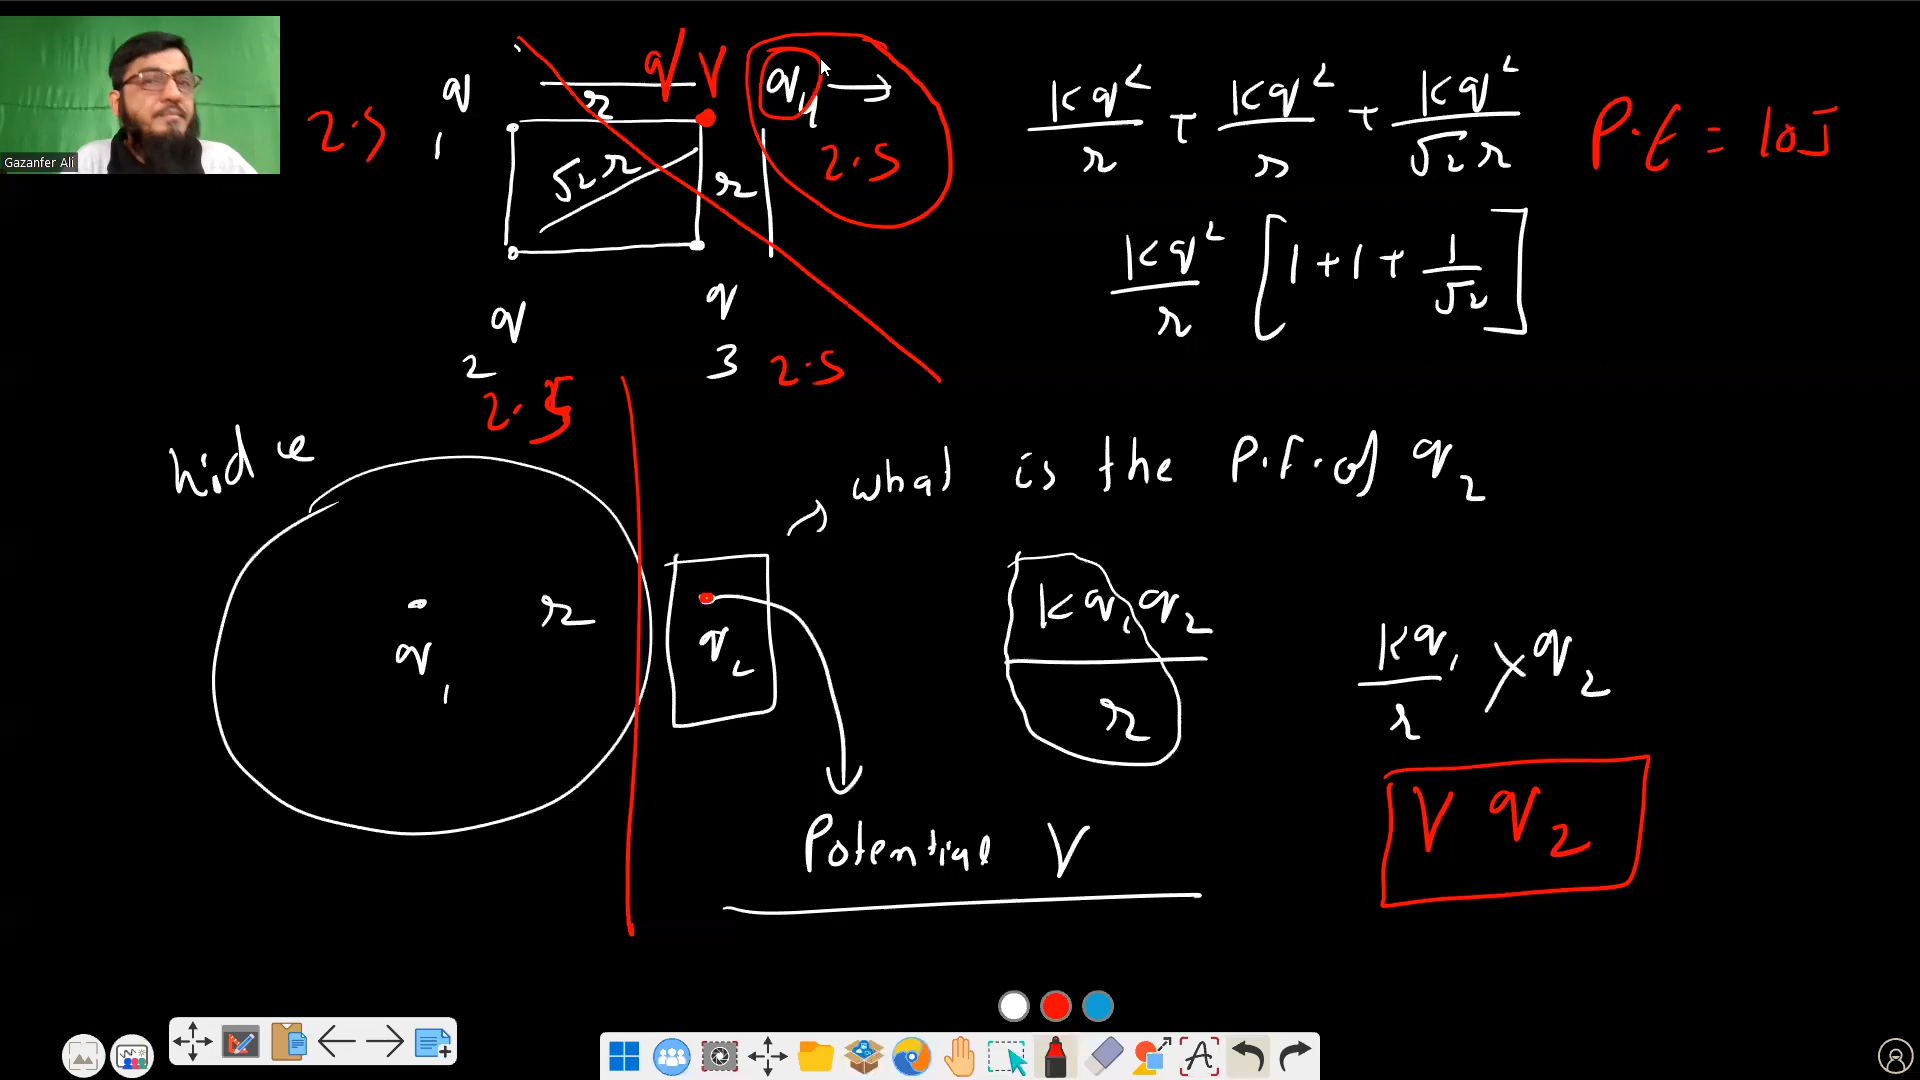 Gazanfer Ali
q 1 2.5
q/ V
q4 → 2.5
r
√2 r
r
q 2 2.5
q 3 2.5
kq²/r + kq²/r + kq²/√2 r
P.E = 10J
kq²/r [1 + 1 + 1/√2]
hide
what is the P.E. of q2
q1 r
q2
kq1q2/r
kq1/r × q2
V q2
Potential V
A